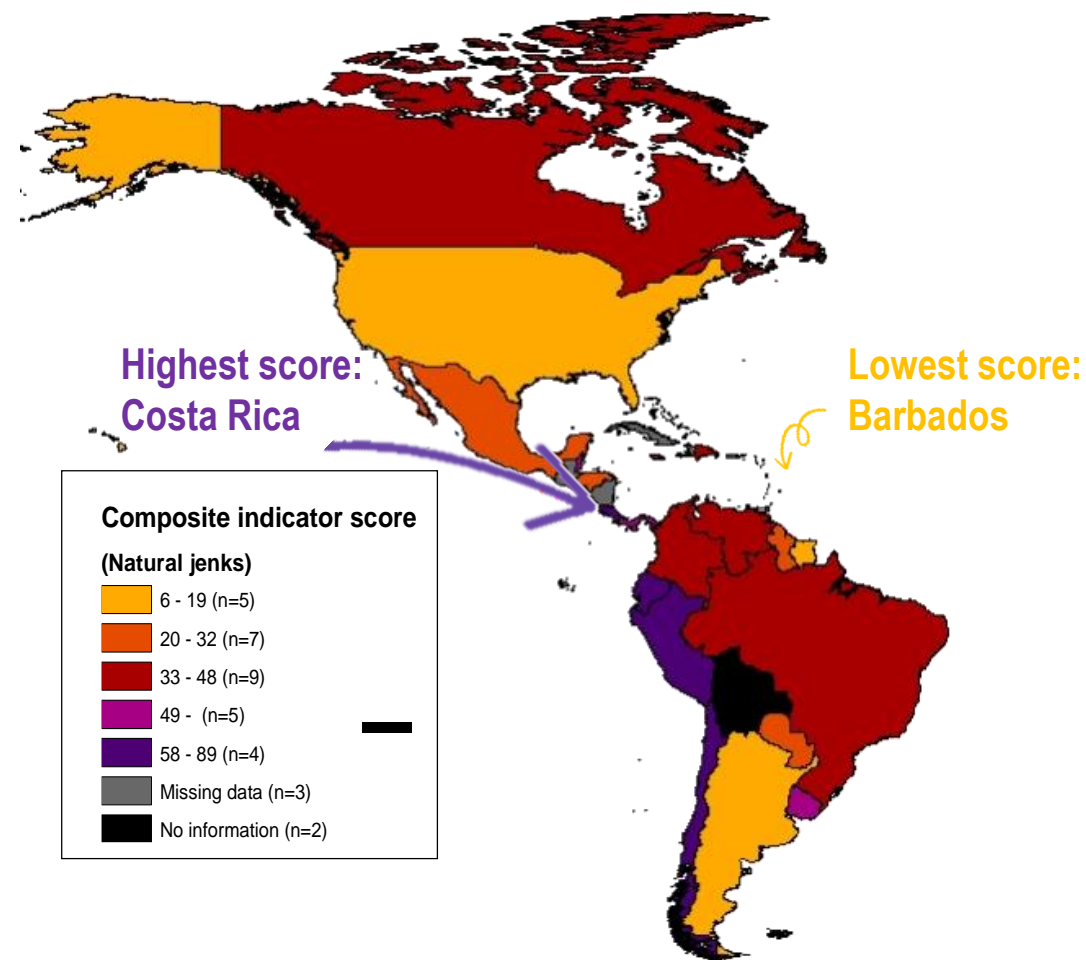 Highest score:
Costa Rica
Lowest score:
Barbados
Composite indicator score
(Natural jenks)
6 - 19 (n=5)
20 - 32 (n=7)
33 - 48 (n=9)
49 -  (n=5)
58 - 89 (n=4)
Missing data (n=3)
No information (n=2)